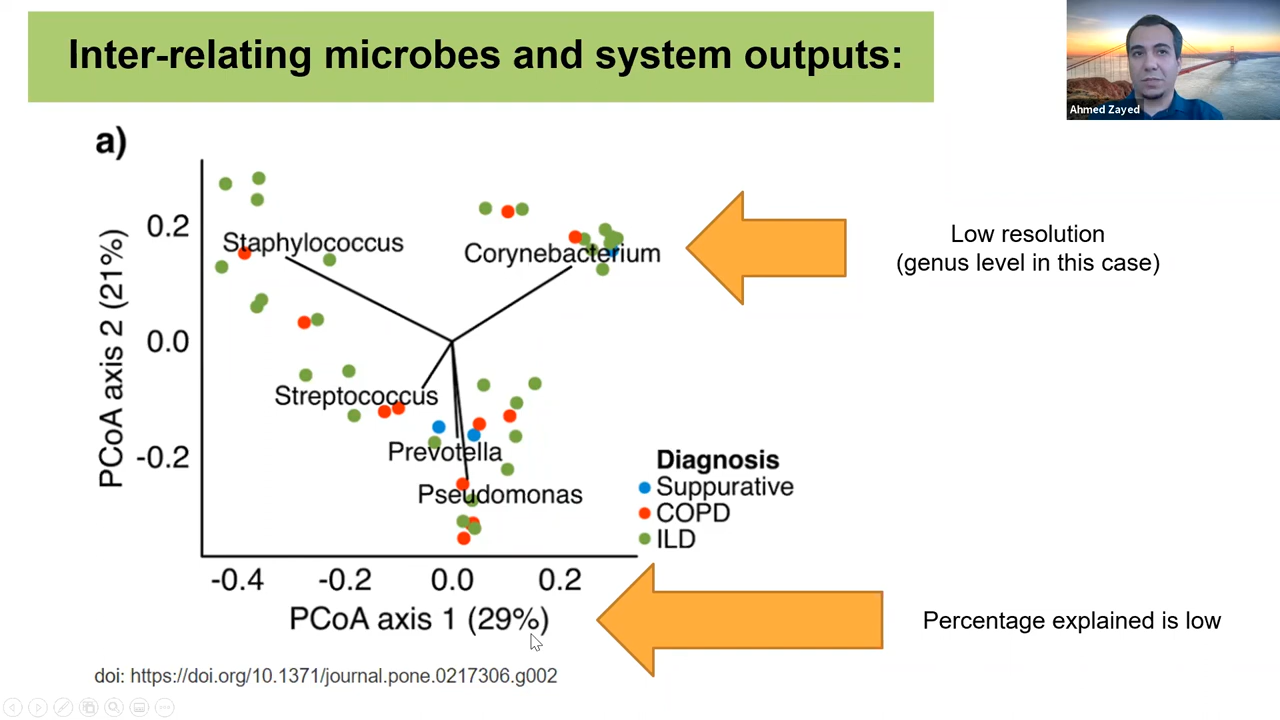 Inter-relating microbes and system outputs:
Ahmed Zayed
a)
PCoA axis 2 (21%)
0.2
0.0
-0.2
Staphylococcus
Corynebacterium
Streptococcus
Prevotella
Pseudomonas
Diagnosis
Suppurative
COPD
ILD
-0.4 -0.2 0.0 0.2
PCoA axis 1 (29%)
Low resolution
(genus level in this case)
Percentage explained is low
doi: https://doi.org/10.1371/journal.pone.0217306.g002